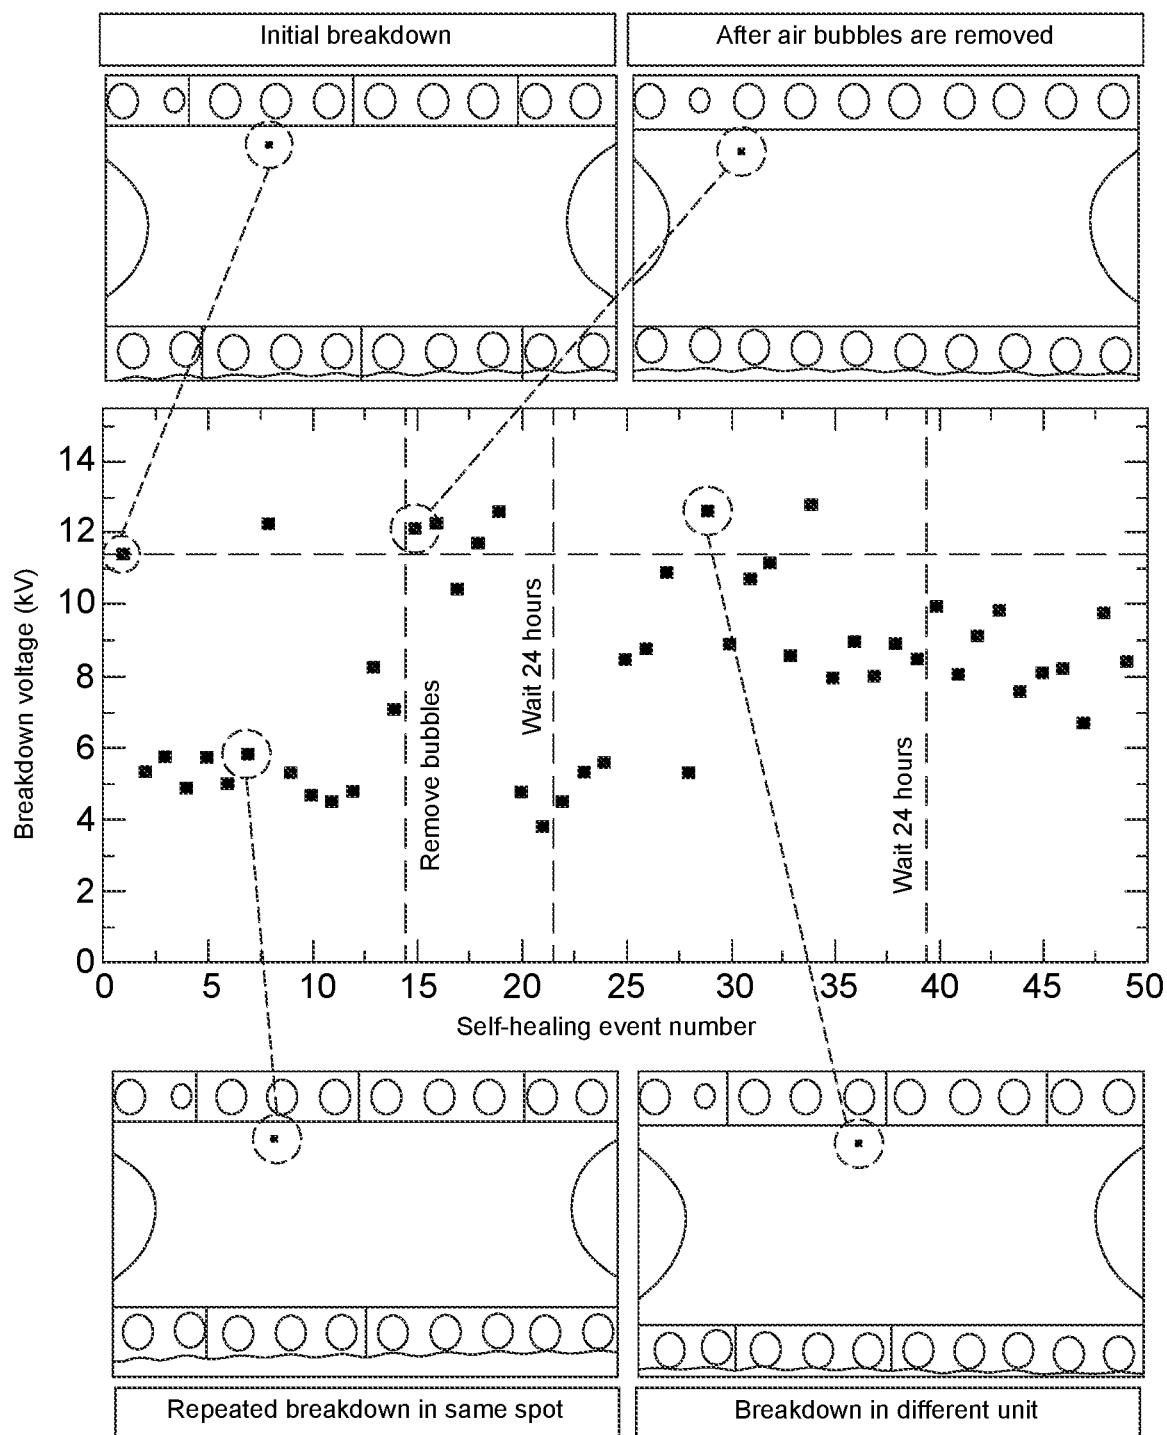 Initial breakdown
After air bubbles are removed
14
12
10
8
6
4
2
0
Breakdown voltage (kV)
Remove bubbles
Wait 24 hours
Wait 24 hours
0 5 10 15 20 25 30 35 40 45 50
Self-healing event number
Repeated breakdown in same spot
Breakdown in different unit